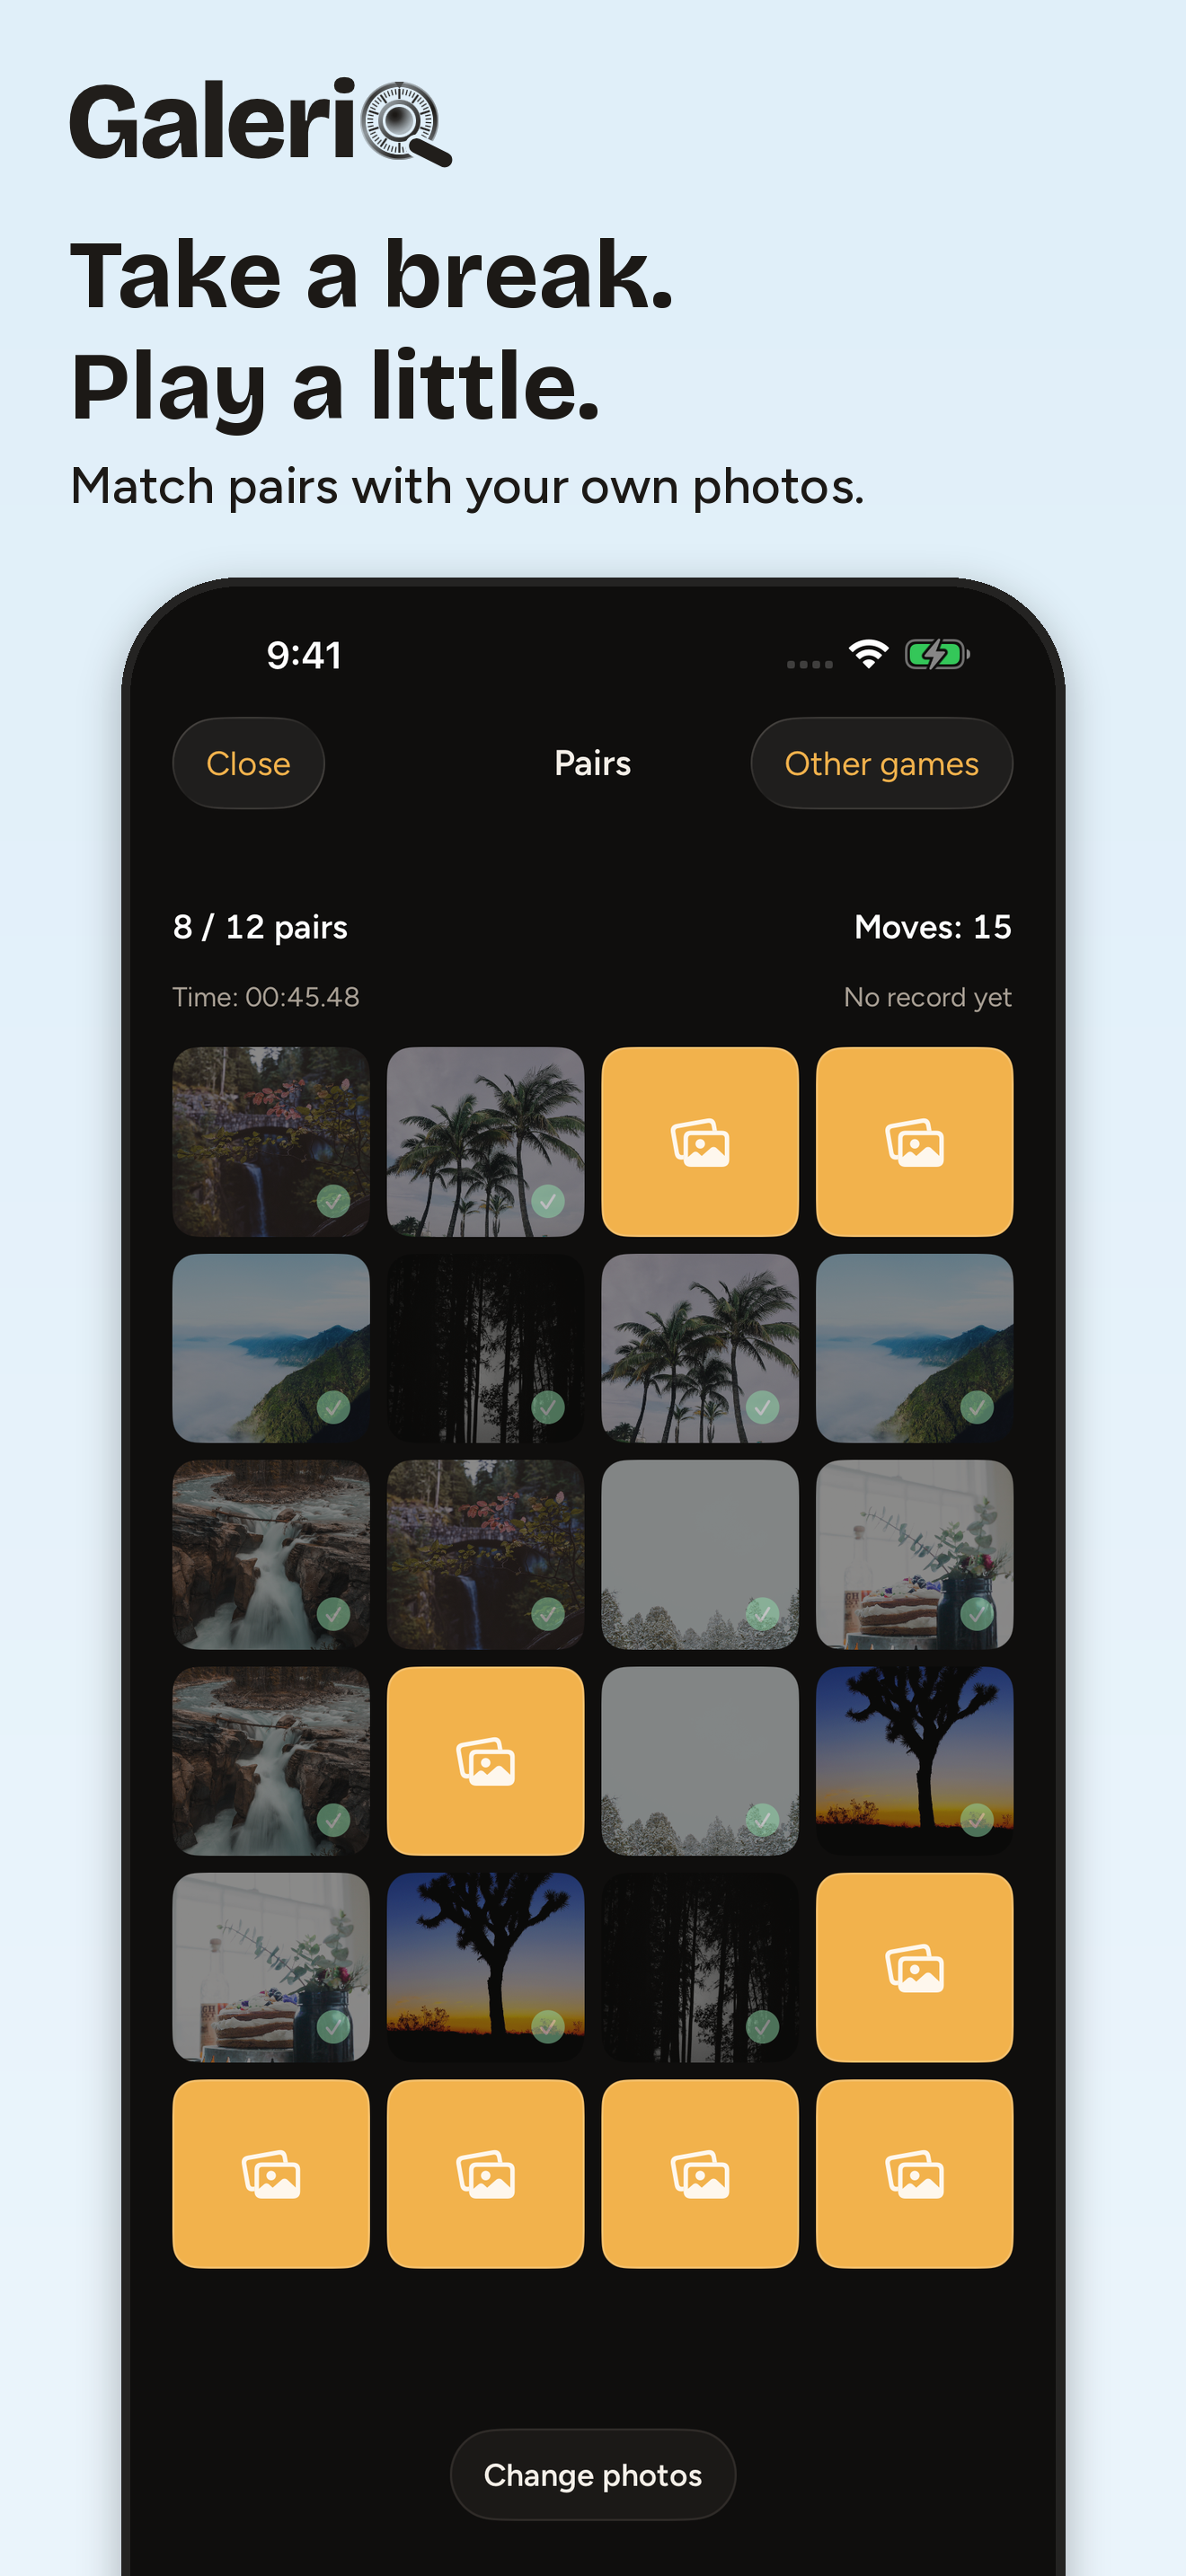 GaleriQ
Take a break.
Play a little.
Match pairs with your own photos.
9:41
Close
Pairs
Other games
8 / 12 pairs
Moves: 15
Time: 00:45.48
No record yet
Change photos